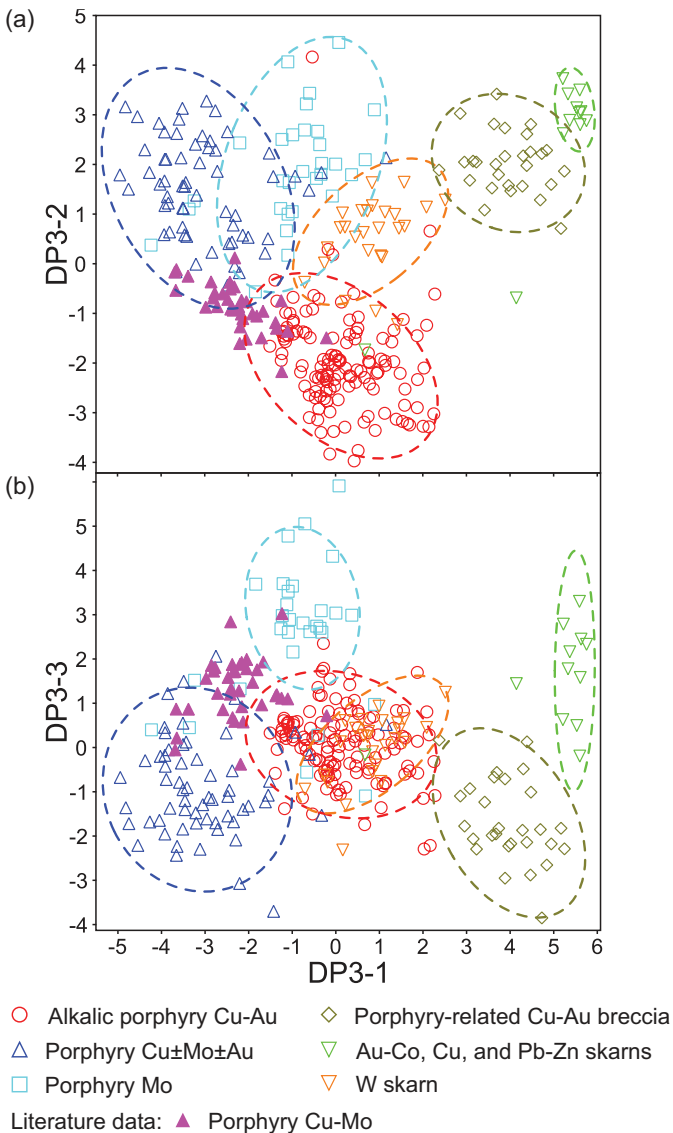 (a)
5
4
3
2
1
0
-1
-2
-3
-4
DP3-2
(b)
5
4
3
2
1
0
-1
-2
-3
-4
DP3-3
-5 -4 -3 -2 -1 0 1 2 3 4 5 6
DP3-1
Alkalic porphyry Cu-Au
Porphyry-related Cu-Au breccia
Porphyry Cu±Mo±Au
Au-Co, Cu, and Pb-Zn skarns
Porphyry Mo
W skarn
Literature data: Porphyry Cu-Mo